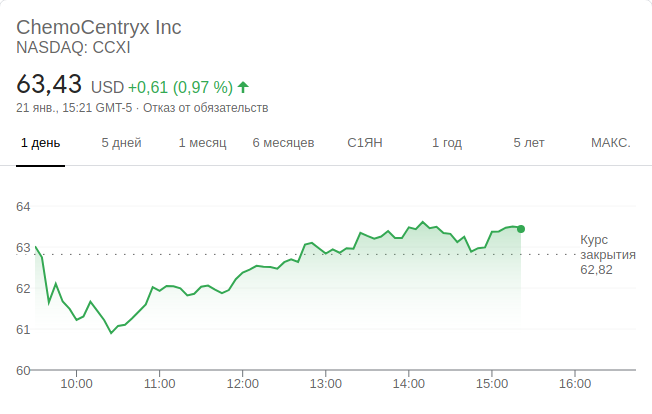 ChemoCentryx Inc
NASDAQ: CCXI
63,43 USD +0,61 (0,97 %)
21 янв., 15:21 GMT-5 · Отказ от обязательств
1 день 5 дней 1 месяц 6 месяцев С1ЯН 1 год 5 лет МАКС.
64
63
62
61
60
Курс
закрытия
62,82
10:00 11:00 12:00 13:00 14:00 15:00 16:00